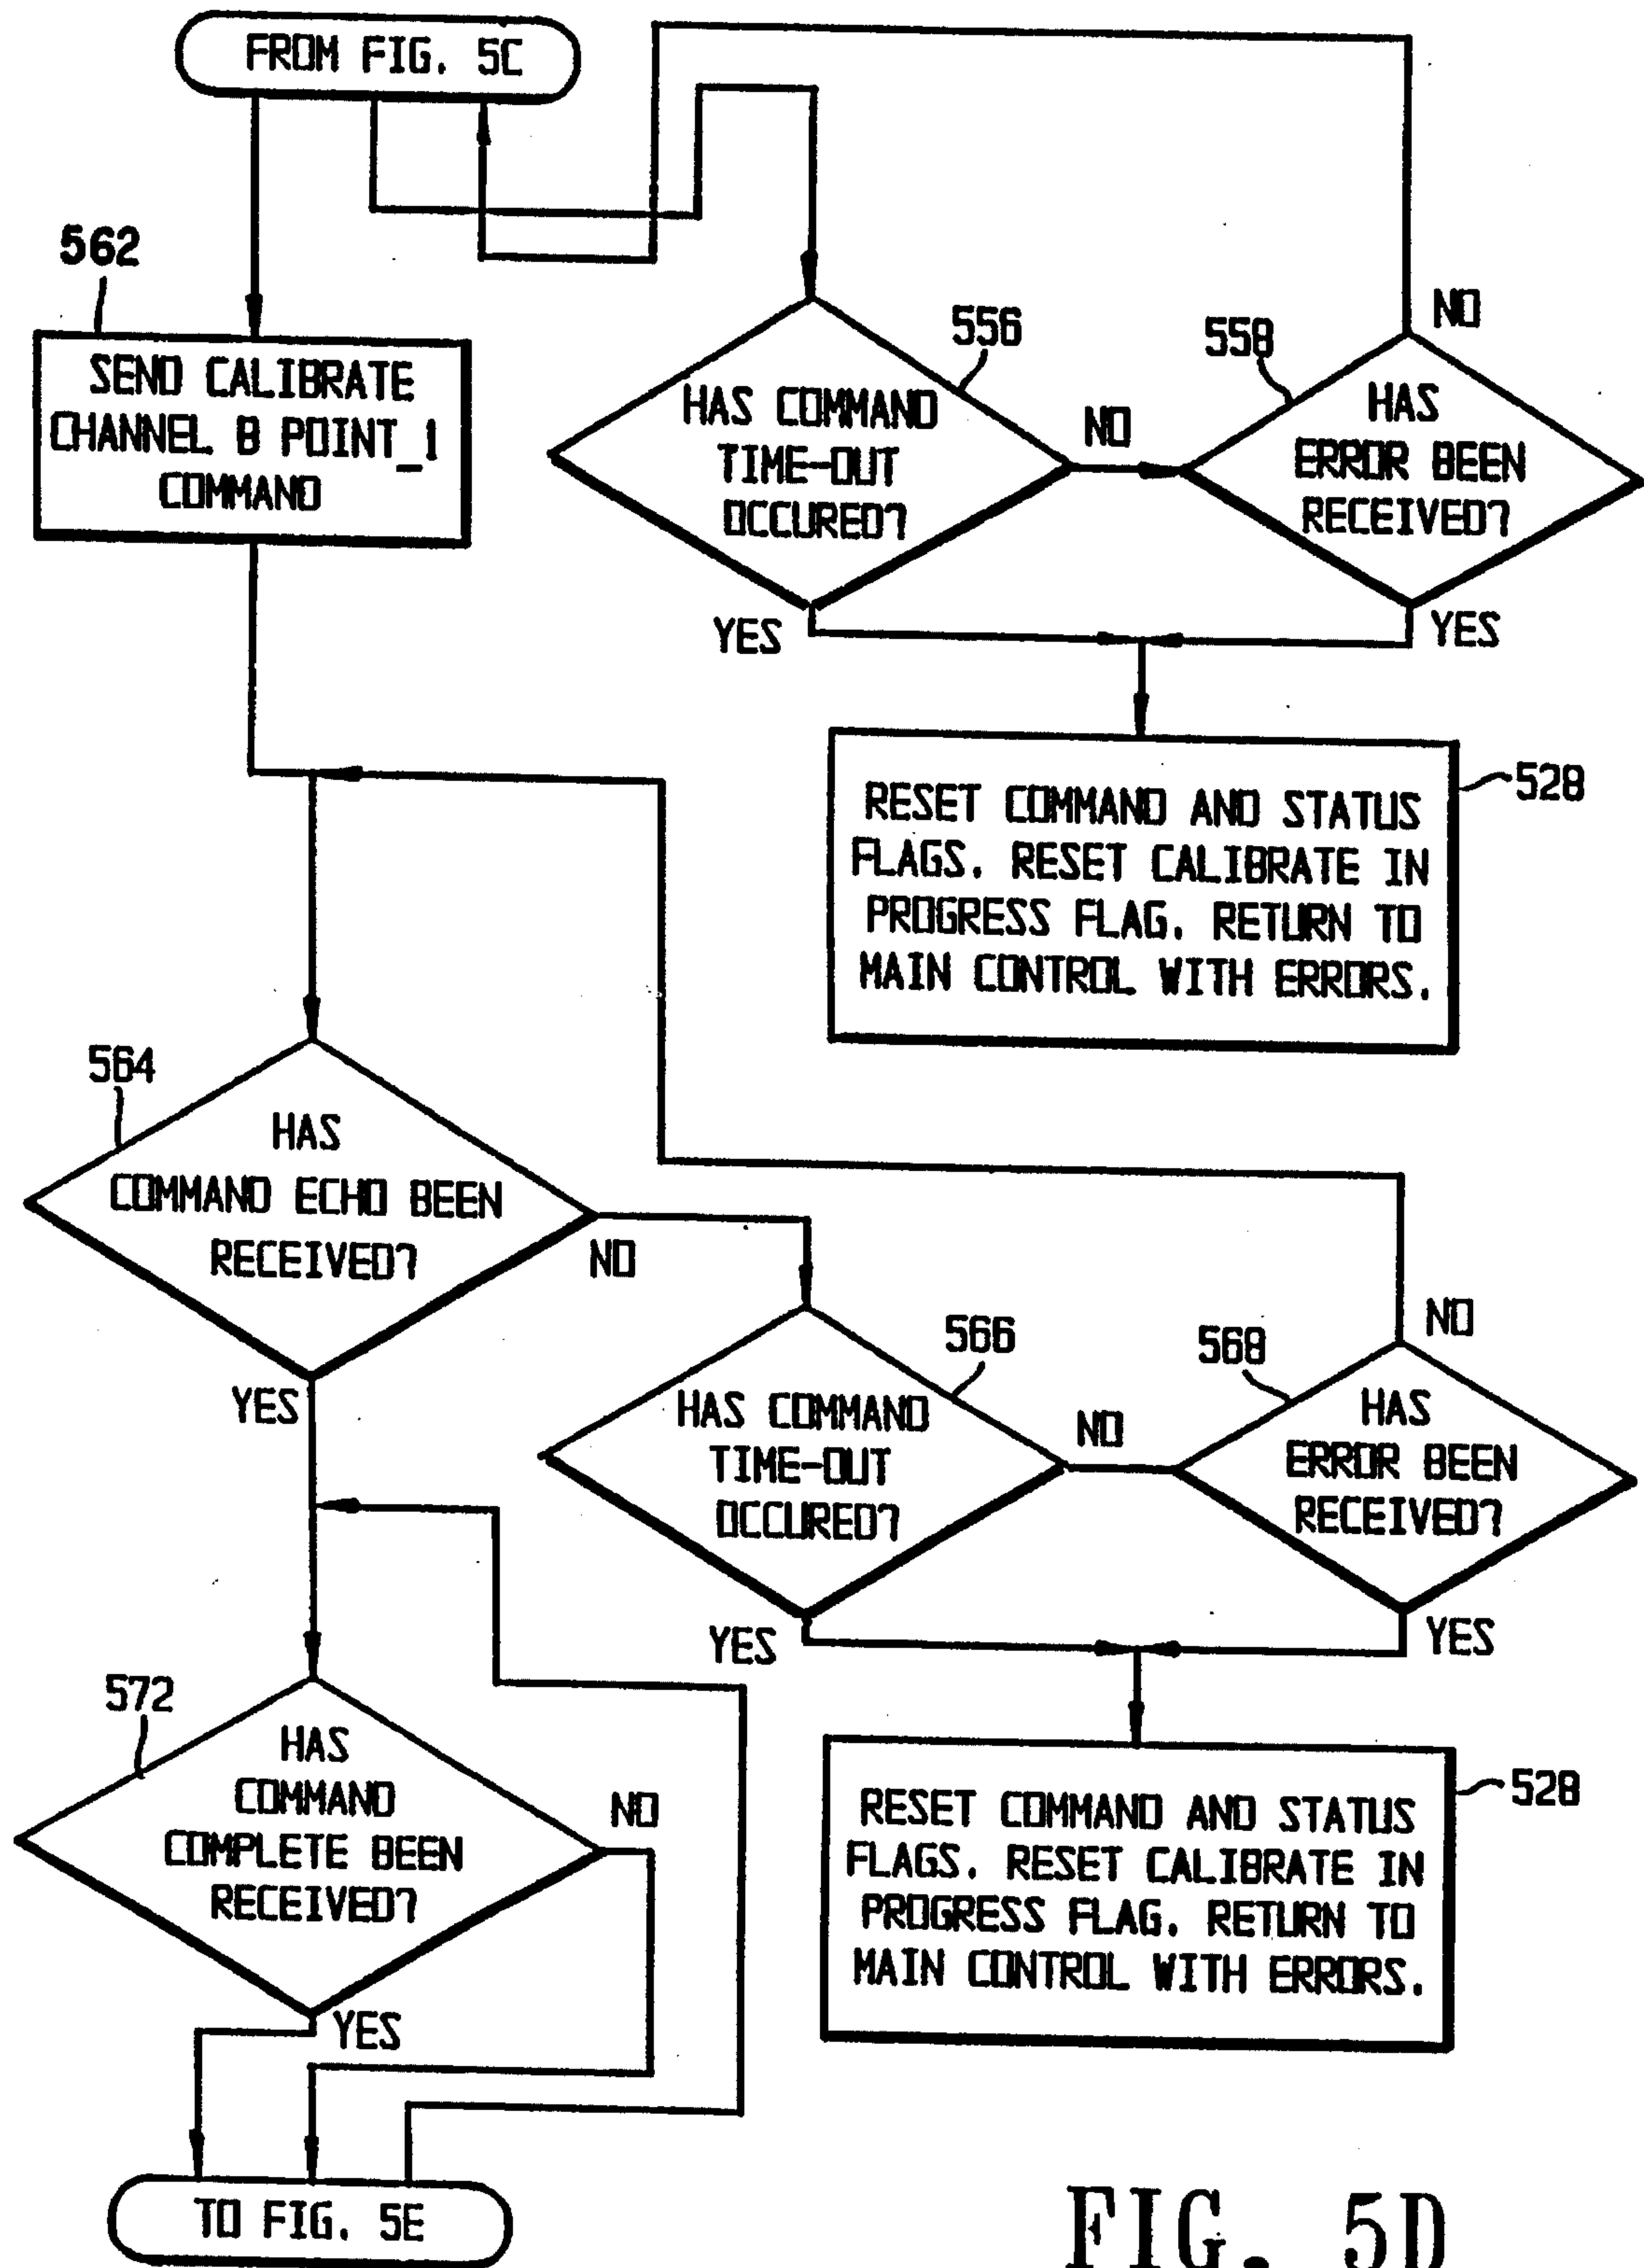 FROM FIG. 5C
562
SEND CALIBRATE
CHANNEL B POINT_1
COMMAND
556
HAS COMMAND
TIME-OUT
OCCURED?
NO
YES
558
HAS
ERROR BEEN
RECEIVED?
NO
YES
528
RESET COMMAND AND STATUS
FLAGS. RESET CALIBRATE IN
PROGRESS FLAG. RETURN TO
MAIN CONTROL WITH ERRORS.
564
HAS
COMMAND ECHO BEEN
RECEIVED?
NO
YES
566
HAS COMMAND
TIME-OUT
OCCURED?
NO
YES
568
HAS
ERROR BEEN
RECEIVED?
NO
YES
528
RESET COMMAND AND STATUS
FLAGS. RESET CALIBRATE IN
PROGRESS FLAG. RETURN TO
MAIN CONTROL WITH ERRORS.
572
HAS
COMMAND
COMPLETE BEEN
RECEIVED?
NO
YES
TO FIG. 5E
FIG. 5D